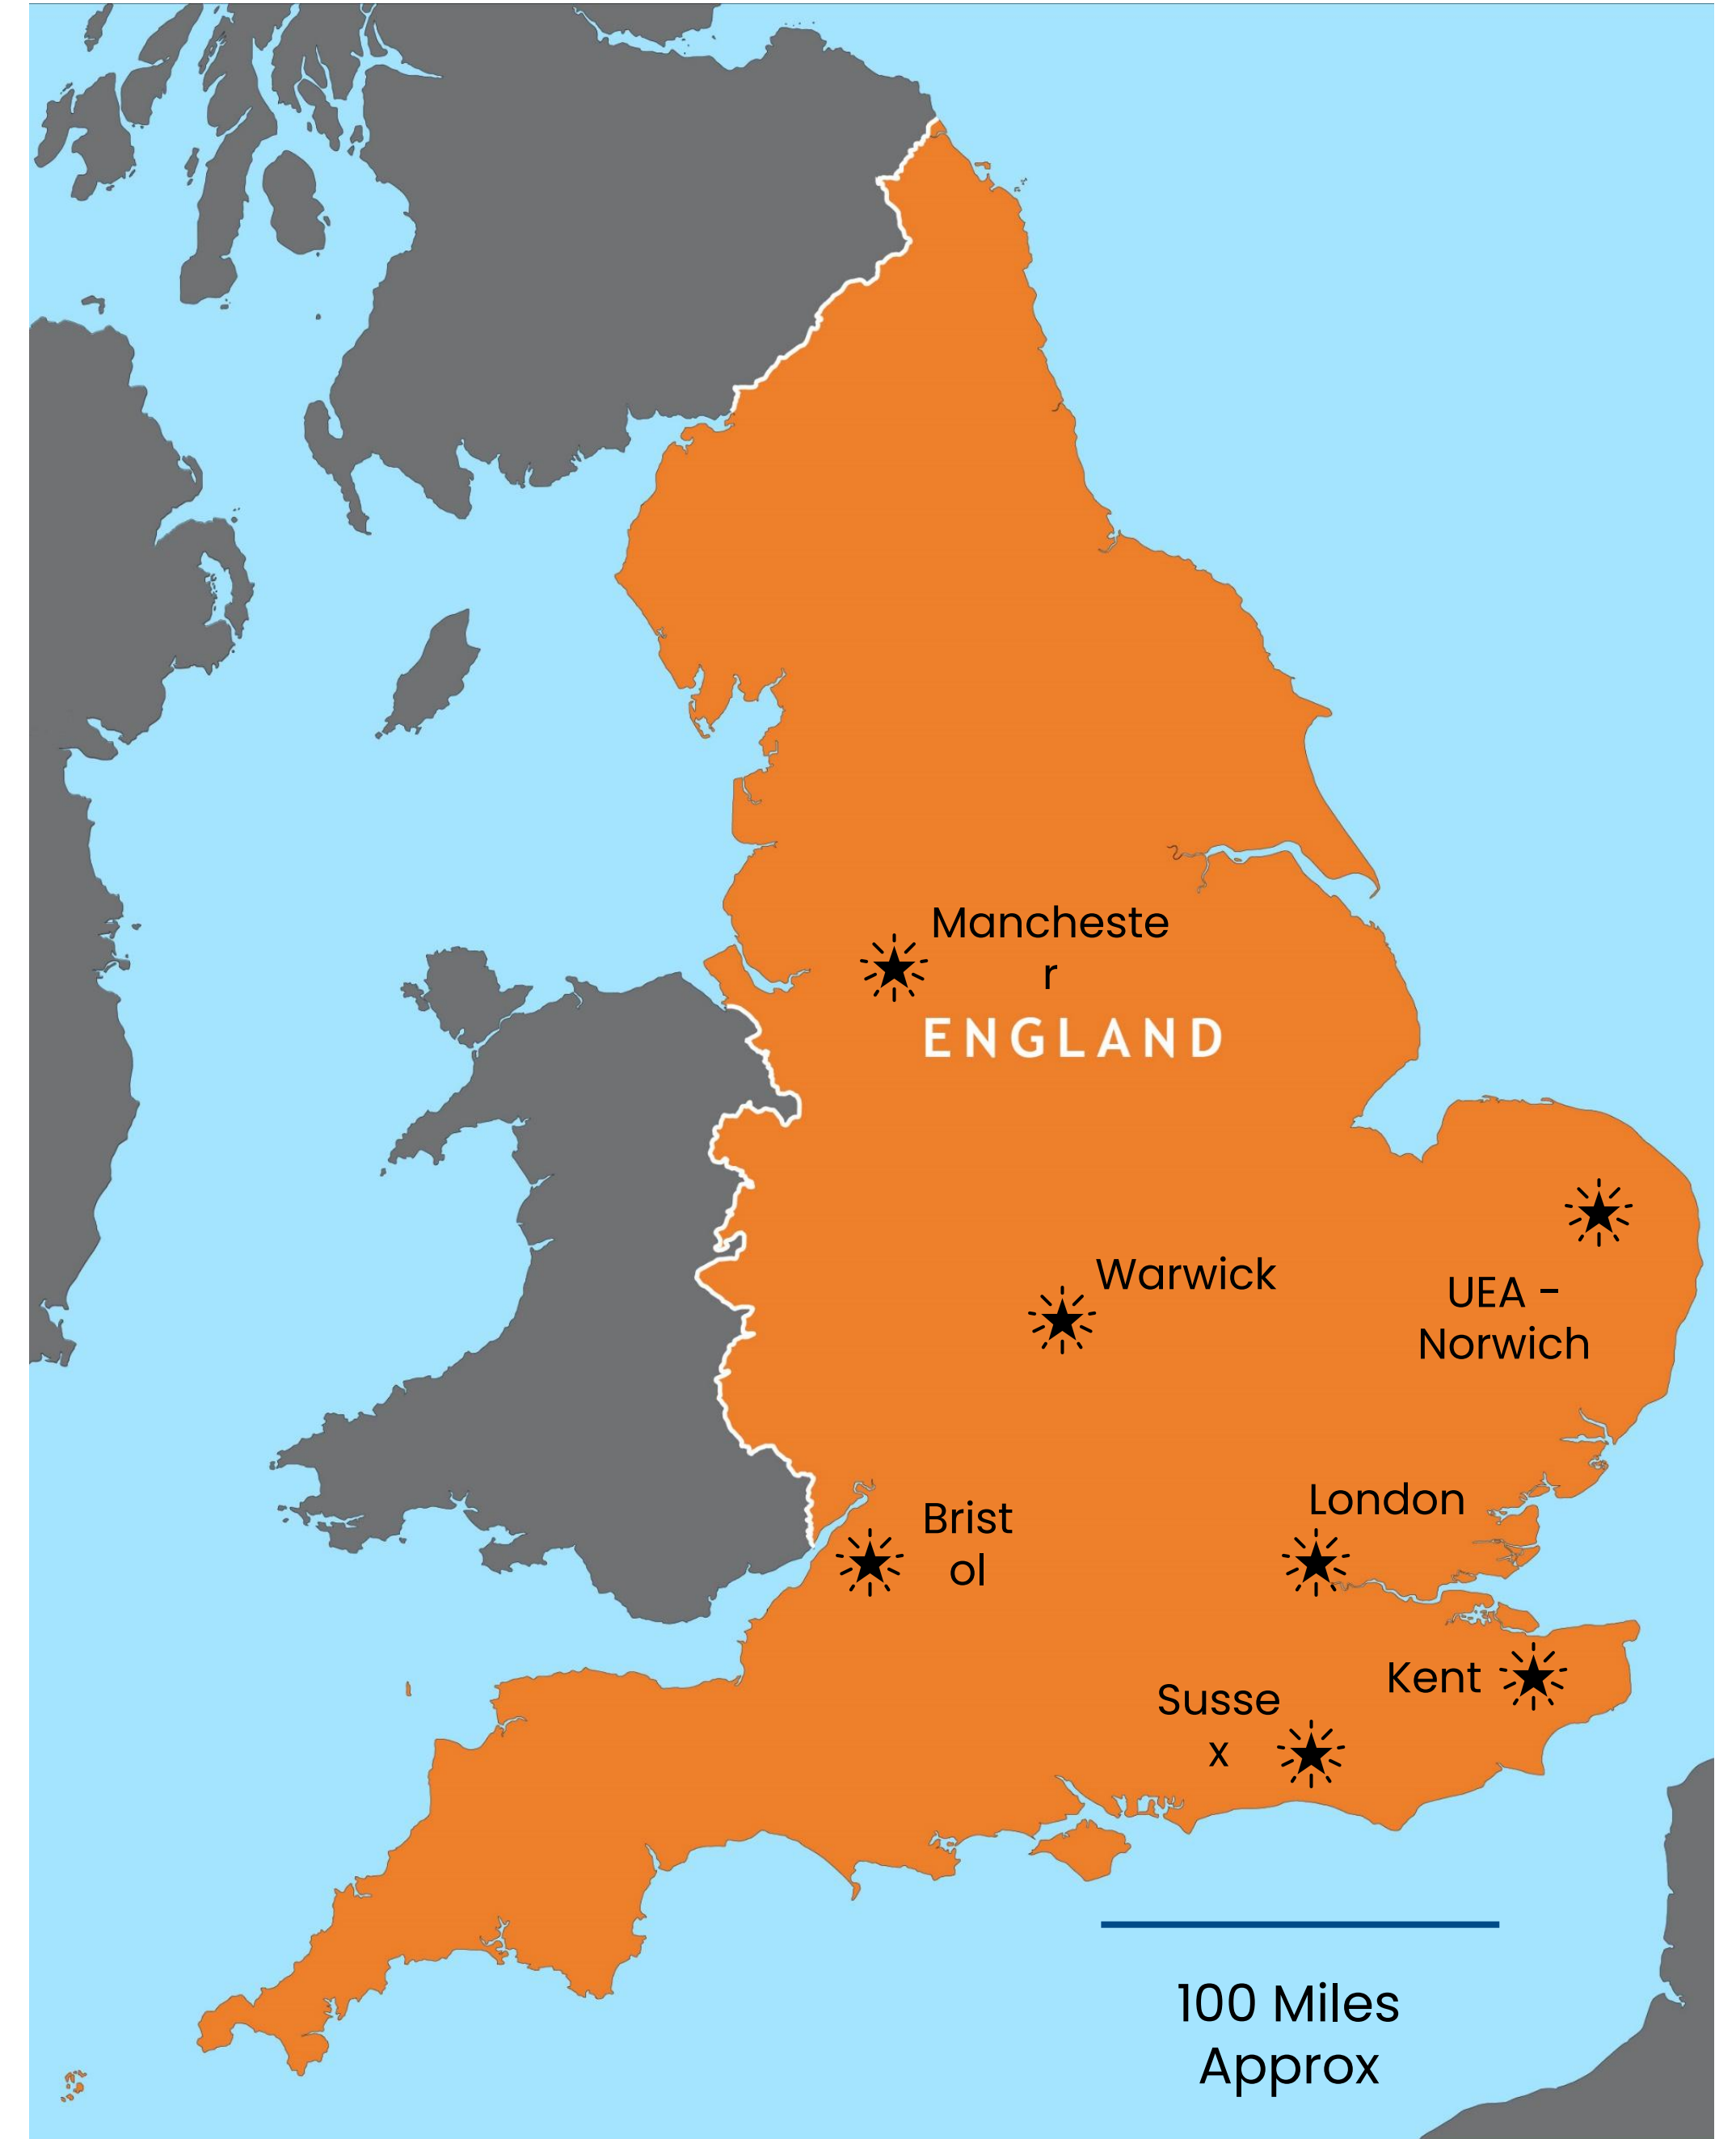 Mancheste
r
ENGLAND
Warwick
UEA -
Norwich
London
Brist
ol
Kent
Susse
x
100 Miles
Approx